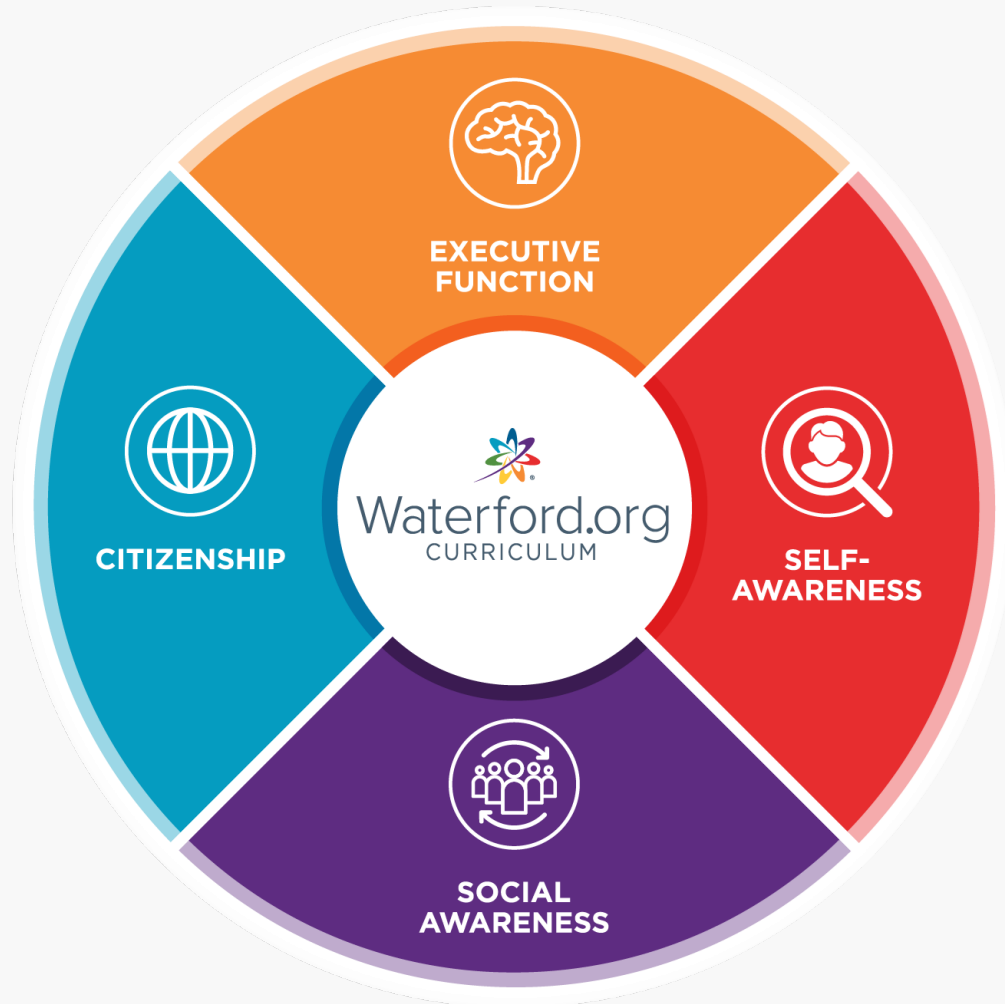 EXECUTIVE
FUNCTION
CITIZENSHIP
Waterford.org
CURRICULUM
SELF-
AWARENESS
SOCIAL
AWARENESS